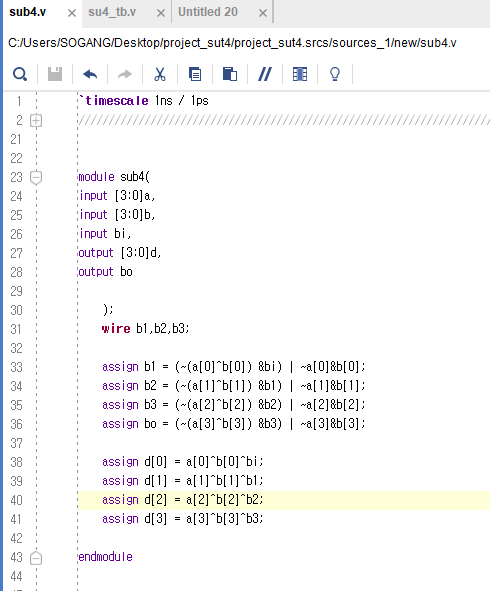 sub4.v × su4_tb.v × Untitled 20 ×
C:/Users/SOGANG/Desktop/project_sut4/project_sut4.srcs/sources_1/new/sub4.v
1 `timescale 1ns / 1ps
2 //////////////////////////////////////////////////////////////////////
21
22
23 module sub4(
24 input [3:0]a,
25 input [3:0]b,
26 input bi,
27 output [3:0]d,
28 output bo
29
30 );
31 wire b1,b2,b3;
32
33 assign b1 = (~(a[0]^b[0]) &bi) | ~a[0]&b[0];
34 assign b2 = (~(a[1]^b[1]) &b1) | ~a[1]&b[1];
35 assign b3 = (~(a[2]^b[2]) &b2) | ~a[2]&b[2];
36 assign bo = (~(a[3]^b[3]) &b3) | ~a[3]&b[3];
37
38 assign d[0] = a[0]^b[0]^bi;
39 assign d[1] = a[1]^b[1]^b1;
40 assign d[2] = a[2]^b[2]^b2;
41 assign d[3] = a[3]^b[3]^b3;
42
43 endmodule
44